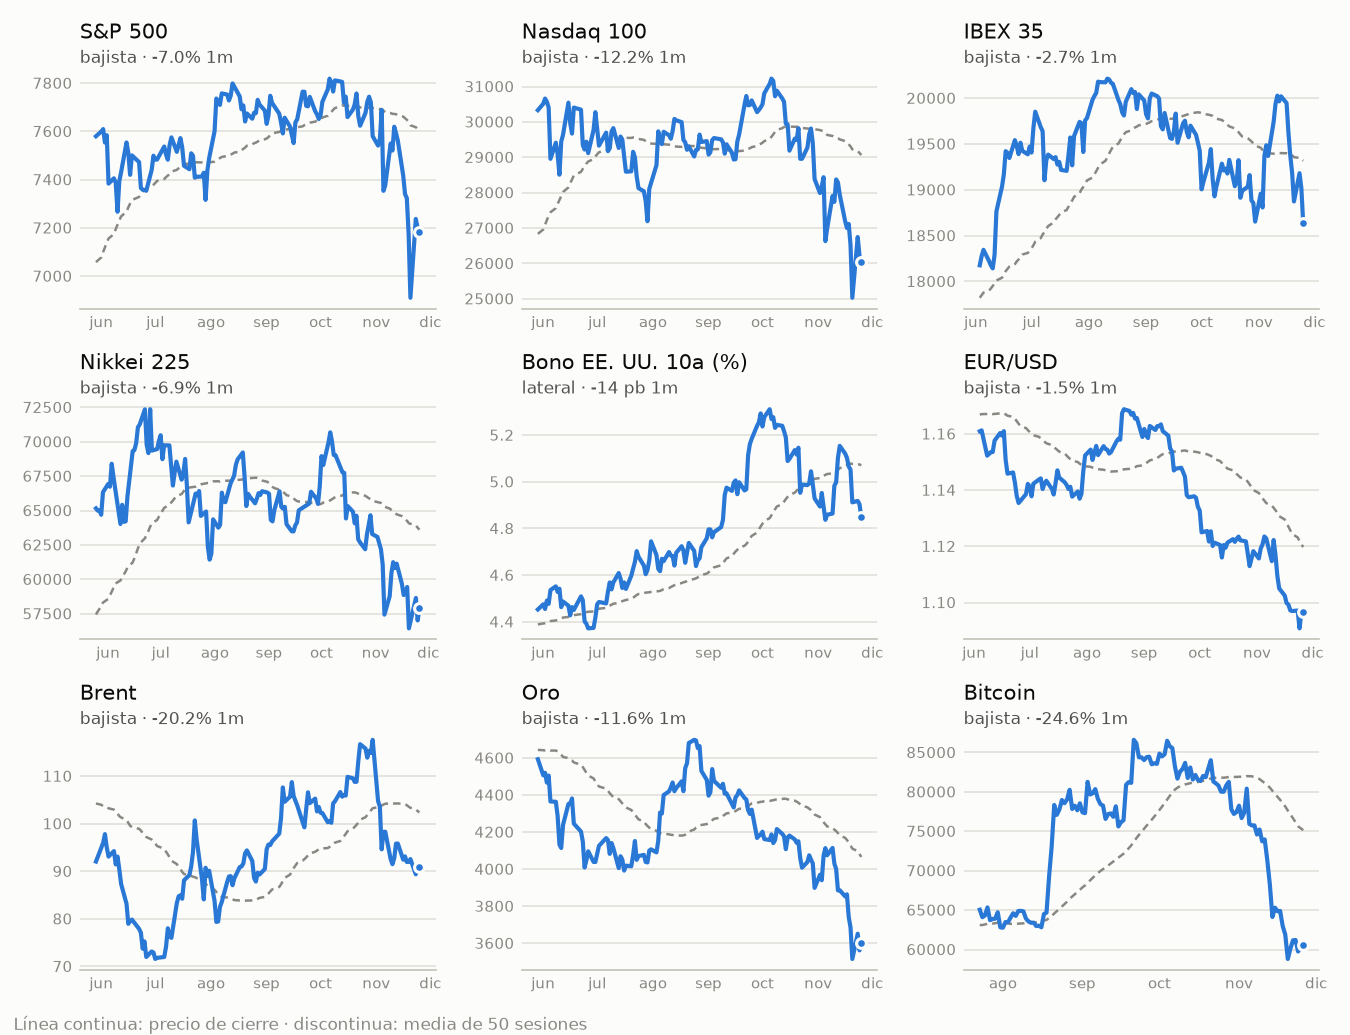 S&P 500
bajista · -7.0% 1m
7800
7600
7400
7200
7000
jun jul ago sep oct nov dic
Nasdaq 100
bajista · -12.2% 1m
31000
30000
29000
28000
27000
26000
25000
jun jul ago sep oct nov dic
IBEX 35
bajista · -2.7% 1m
20000
19500
19000
18500
18000
jun jul ago sep oct nov dic
Nikkei 225
bajista · -6.9% 1m
72500
70000
67500
65000
62500
60000
57500
jun jul ago sep oct nov dic
Bono EE. UU. 10a (%)
lateral · -14 pb 1m
5.2
5.0
4.8
4.6
4.4
jun jul ago sep oct nov dic
EUR/USD
bajista · -1.5% 1m
1.16
1.14
1.12
1.10
jun jul ago sep oct nov dic
Brent
bajista · -20.2% 1m
110
100
90
80
70
jun jul ago sep oct nov dic
Oro
bajista · -11.6% 1m
4600
4400
4200
4000
3800
3600
jun jul ago sep oct nov dic
Bitcoin
bajista · -24.6% 1m
85000
80000
75000
70000
65000
60000
ago sep oct nov dic
Línea continua: precio de cierre · discontinua: media de 50 sesiones